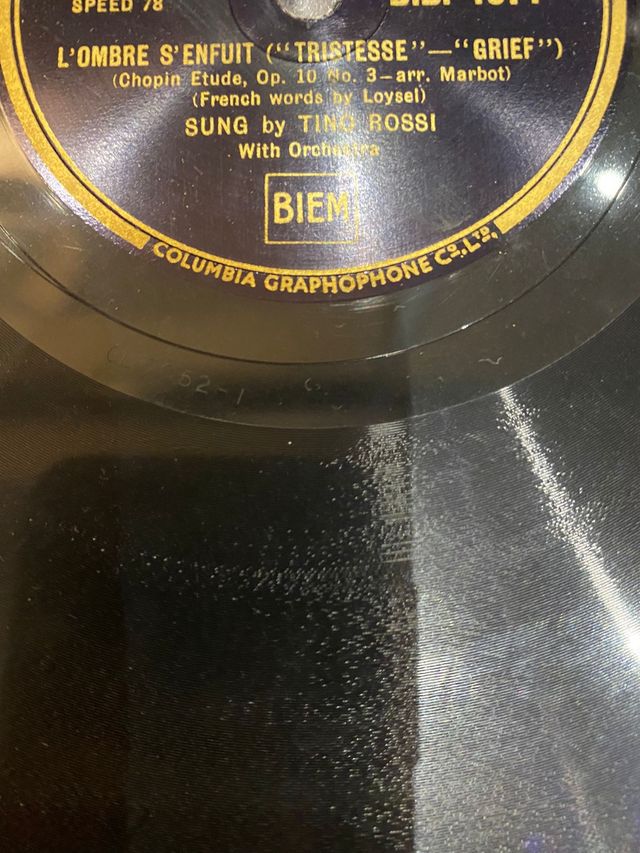 SPEED 78
L'OMBRE S'ENFUIT ("TRISTESSE"—"GRIEF")
(Chopin Etude, Op. 10 No. 3—arr. Marbot)
(French words by Loysel)
SUNG by TINO ROSSI
With Orchestra
BIEM
COLUMBIA GRAPHOPHONE CO. LTD.